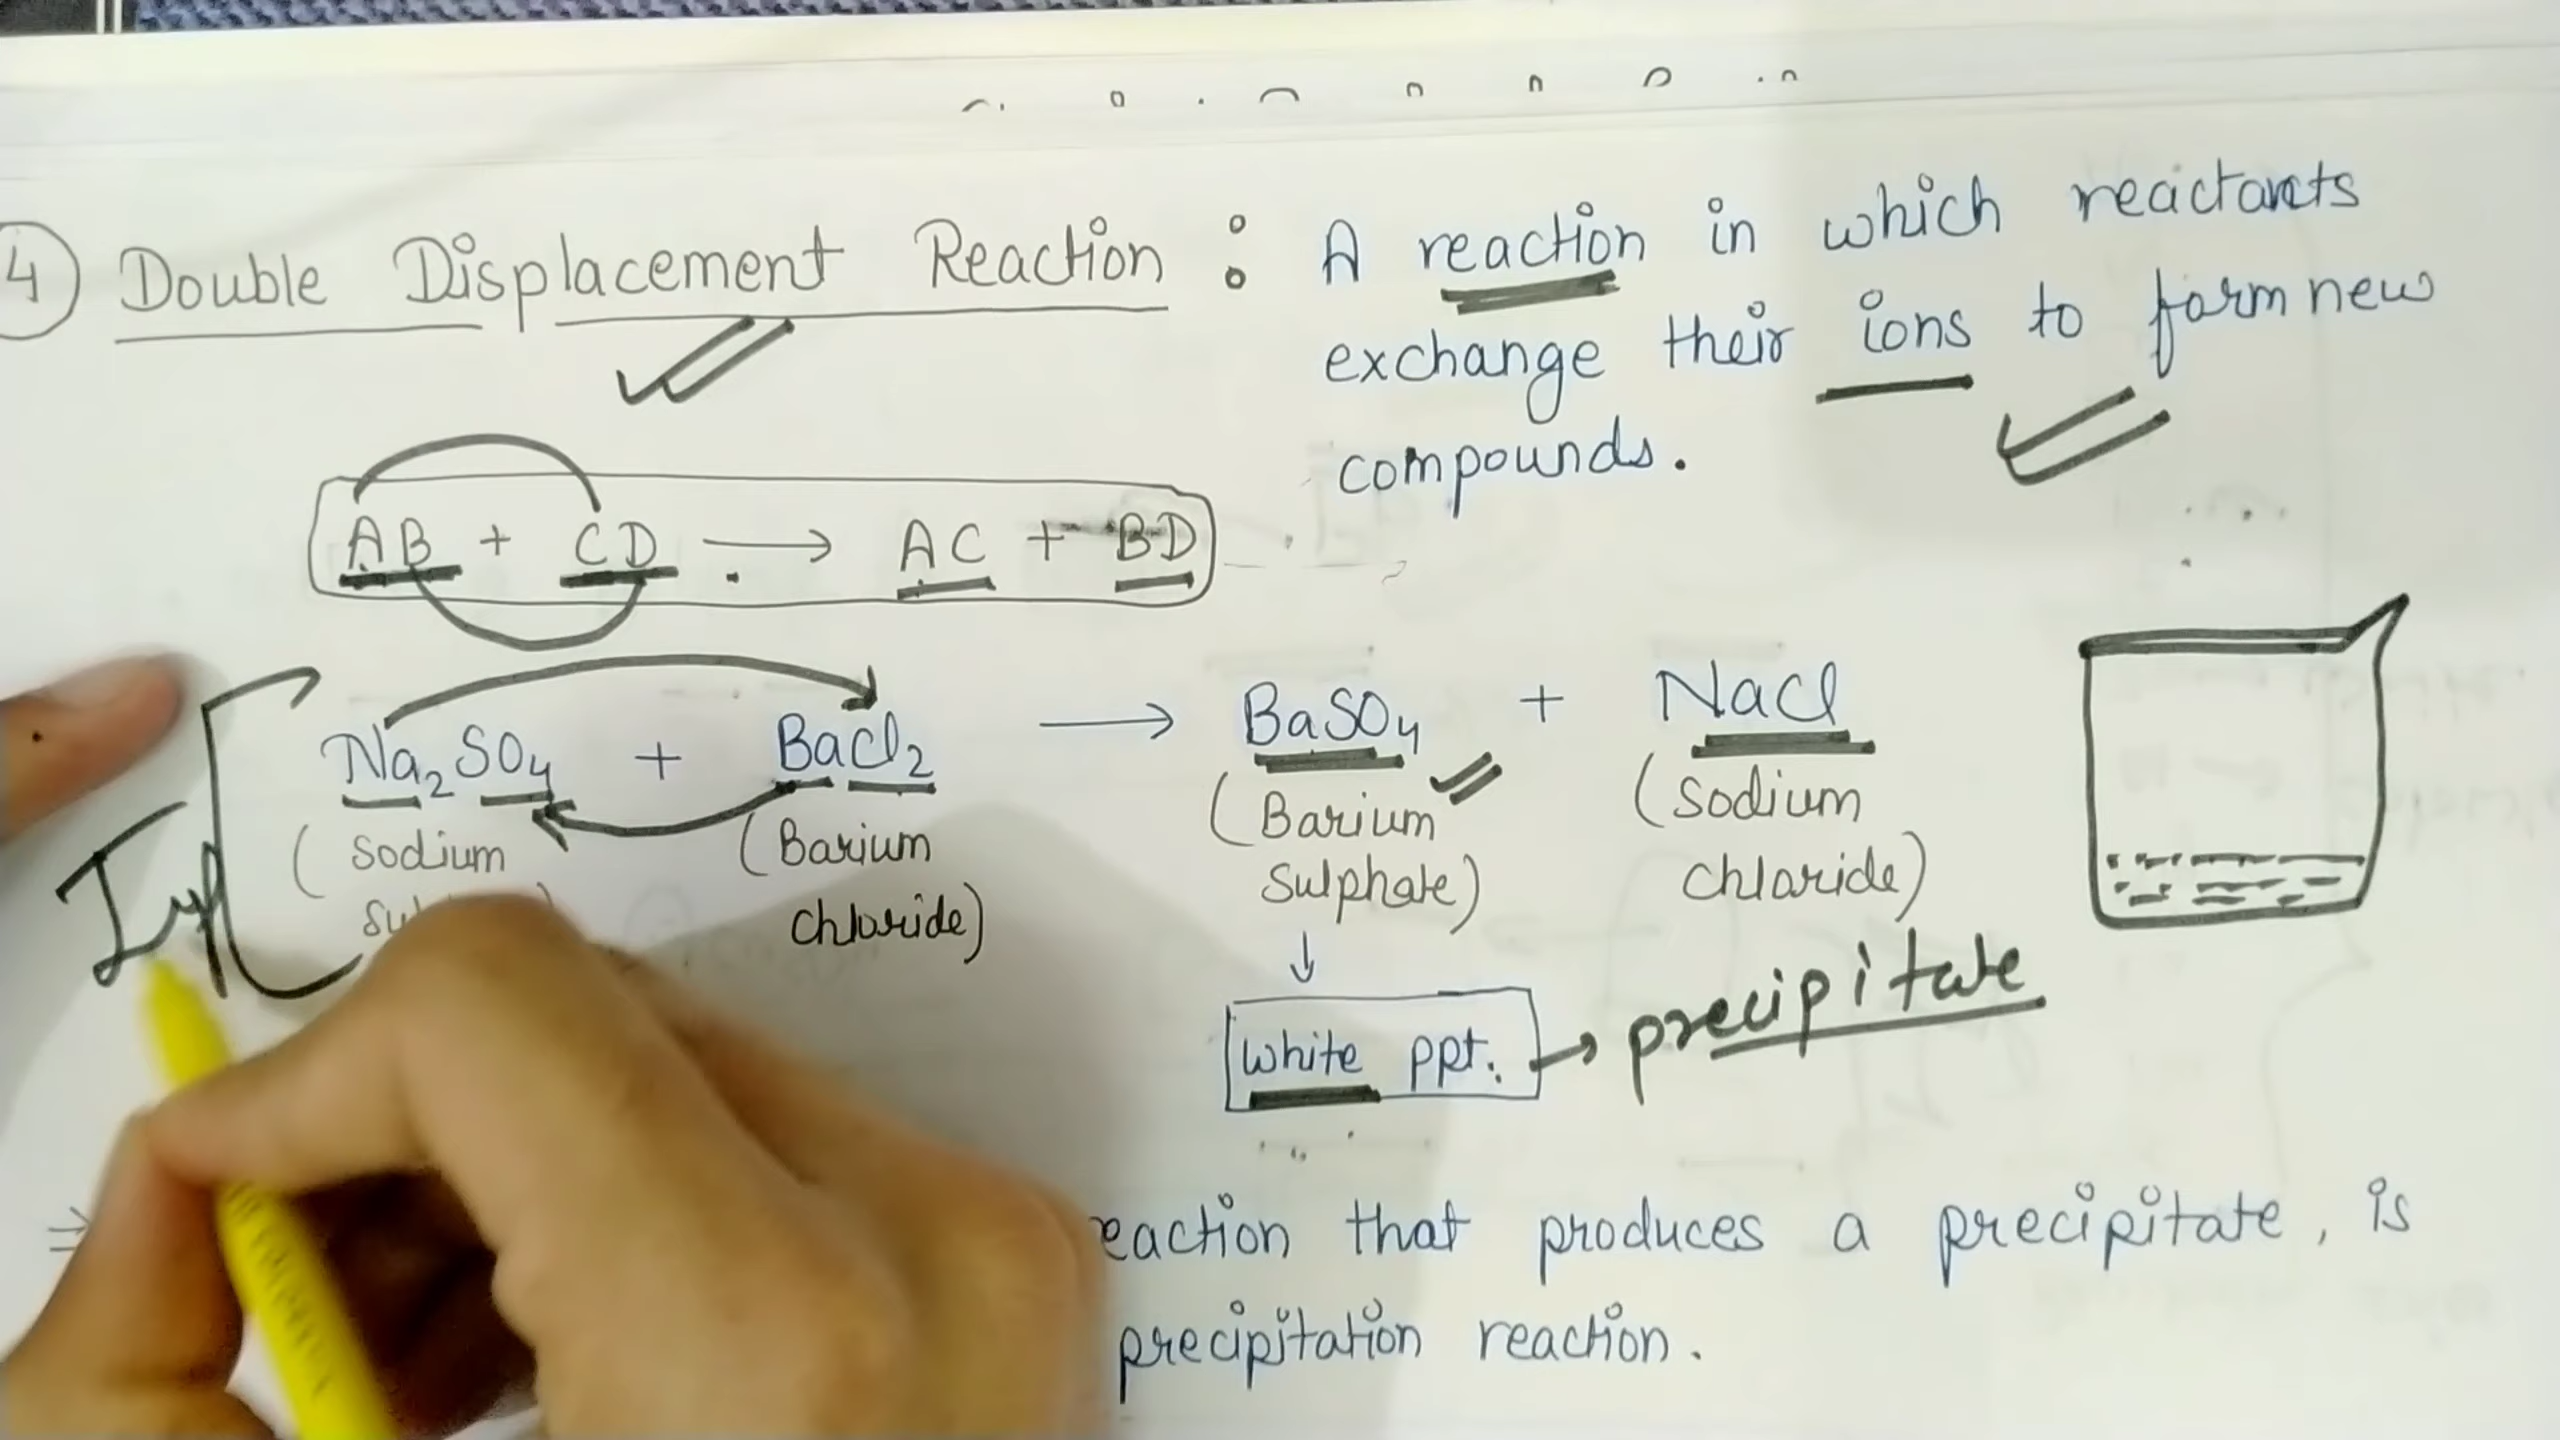 4 Double Displacement Reaction : A reaction in which reactants
exchange their ions to form new
compounds.
AB + CD → AC + BD
Na₂SO₄ + BaCl₂ → BaSO₄ + NaCl
(Sodium (Barium chloride) (Barium sulphate) (Sodium chloride)
Imp
↓
white ppt. → precipitate
⇒ reaction that produces a precipitate, is
precipitation reaction.